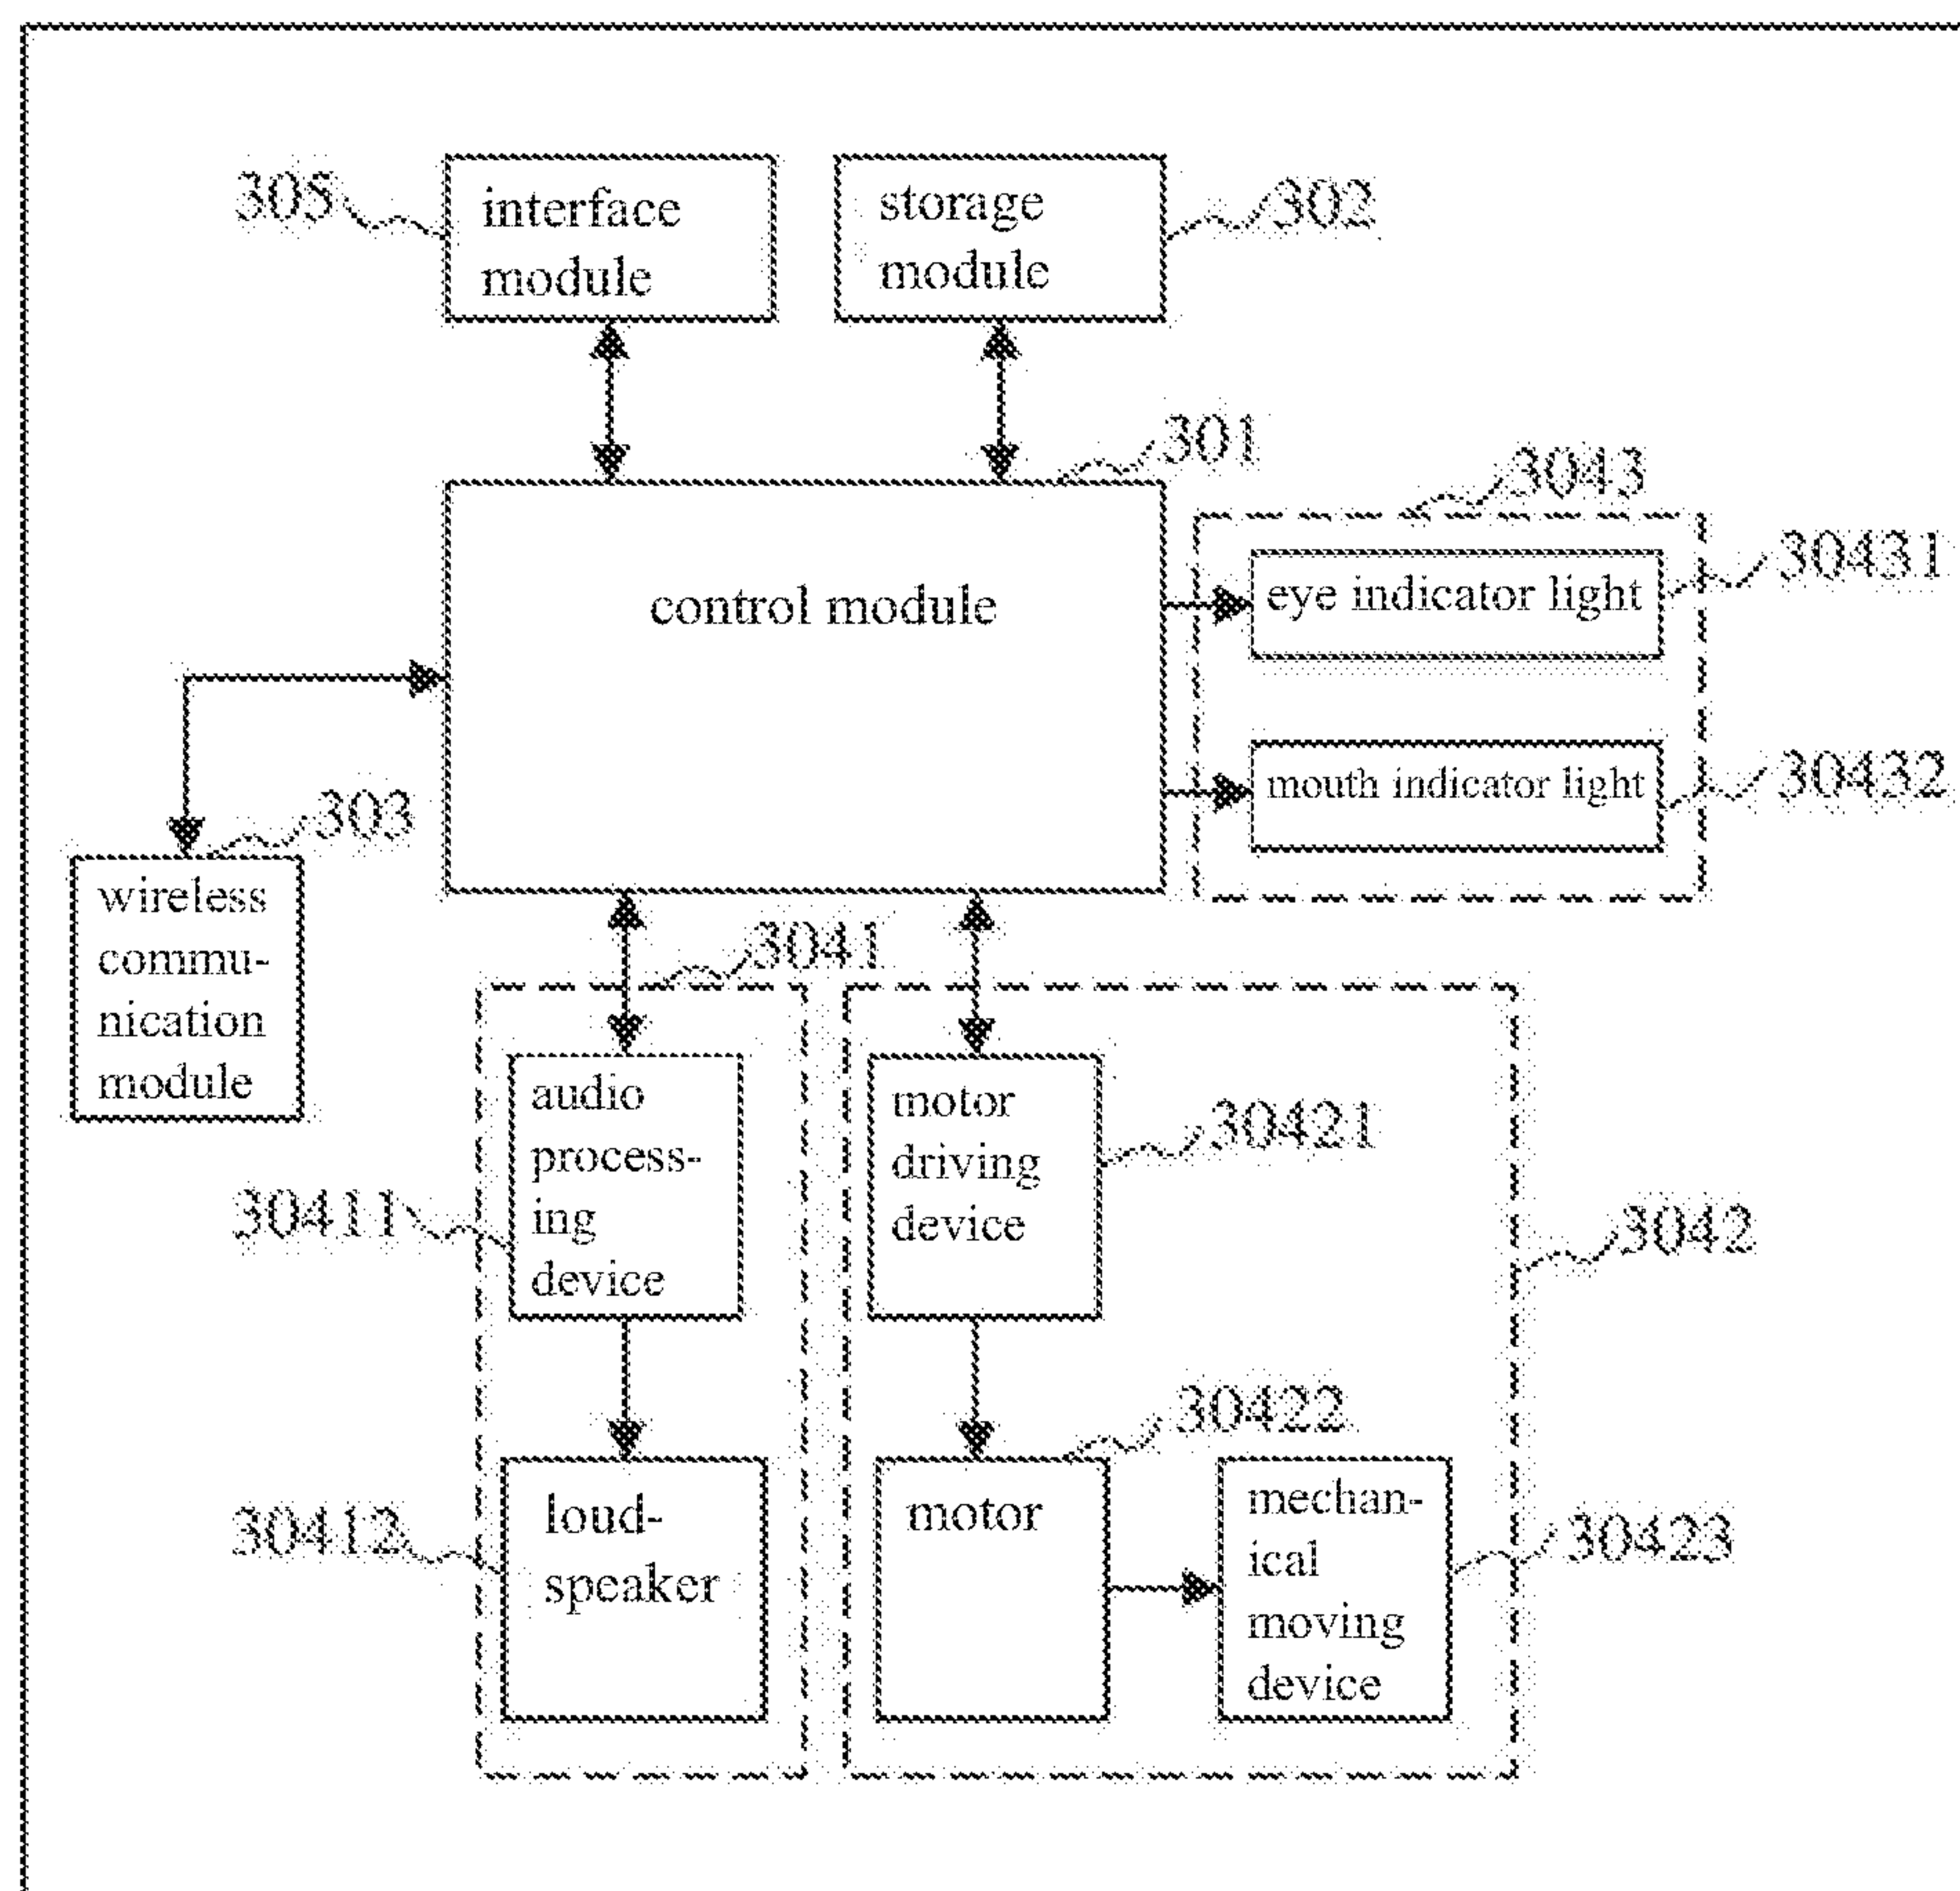 305
interface
module
storage
module
302
301
3043
control module
eye indicator light
30431
mouth indicator light
30432
303
wireless
commu-
nication
module
3041
audio
process-
ing
device
30411
motor
driving
device
30421
3042
30422
loud-
speaker
30412
motor
mechan-
ical
moving
device
30423